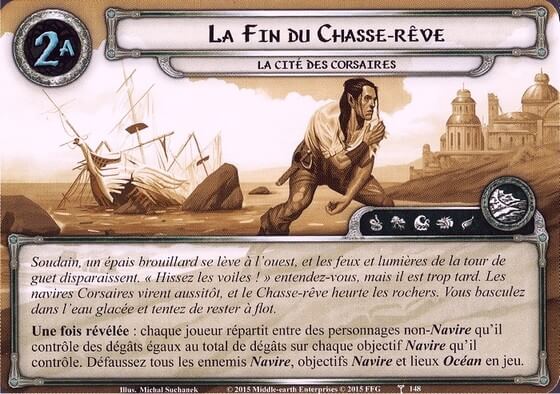 2A
La Fin du Chasse-rêve
La Cité des Corsaires
Soudain, un épais brouillard se lève à l'ouest, et les feux et lumières de la tour de
guet disparaissent. « Hissez les voiles ! » entendez-vous, mais il est trop tard. Les
navires Corsaires virent aussitôt, et le Chasse-rêve heurte les rochers. Vous basculez
dans l'eau glacée et tentez de rester à flot.
Une fois révélée : chaque joueur répartit entre des personnages non-Navire qu'il
contrôle des dégâts égaux au total de dégâts sur chaque objectif Navire qu'il
contrôle. Défaussez tous les ennemis Navire, objectifs Navire et lieux Océan en jeu.
Illus. Michal Suchanek © 2015 Middle-earth Enterprises © 2015 FFG 148